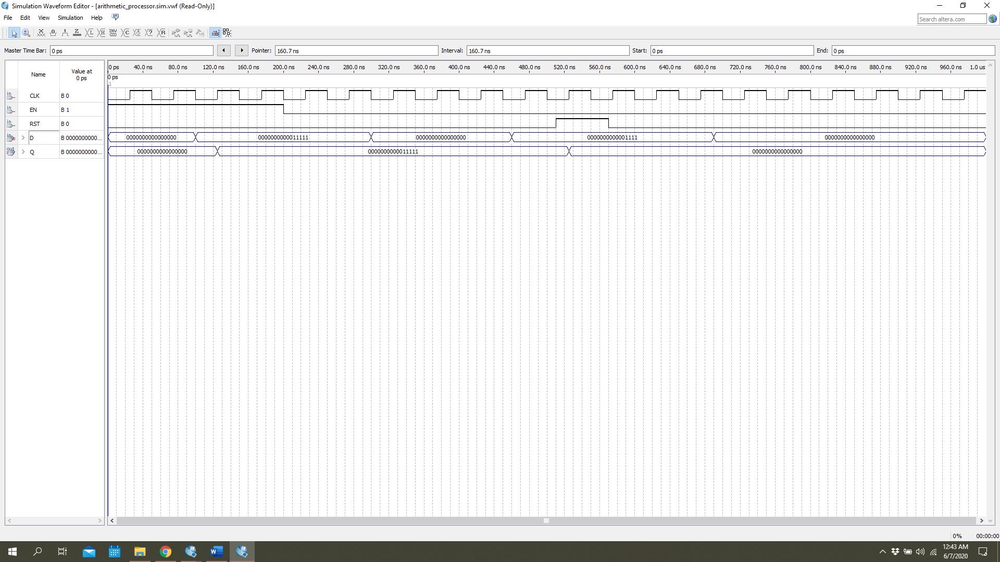 Simulation Waveform Editor - [arithmetic_processor.sim.vwf (Read-Only)]
File Edit View Simulation Help
Search altera.com
Master Time Bar: 0 ps Pointer: 160.7 ns Interval: 160.7 ns Start: 0 ps End: 0 ps
Name Value at 0 ps
0 ps 40.0 ns 80.0 ns 120.0 ns 160.0 ns 200.0 ns 240.0 ns 280.0 ns 320.0 ns 360.0 ns 400.0 ns 440.0 ns 480.0 ns 520.0 ns 560.0 ns 600.0 ns 640.0 ns 680.0 ns 720.0 ns 760.0 ns 800.0 ns 840.0 ns 880.0 ns 920.0 ns 960.0 ns 1.0 us
0 ps
in CLK B 0
in EN B 1
in RST B 0
in D B 0000000000... 0000000000000000 0000000000011111 0000000000000000 0000000000001111 0000000000000000
out Q B 0000000000... 0000000000000000 0000000000011111 0000000000000000
0% 00:00:00
12:43 AM
6/7/2020